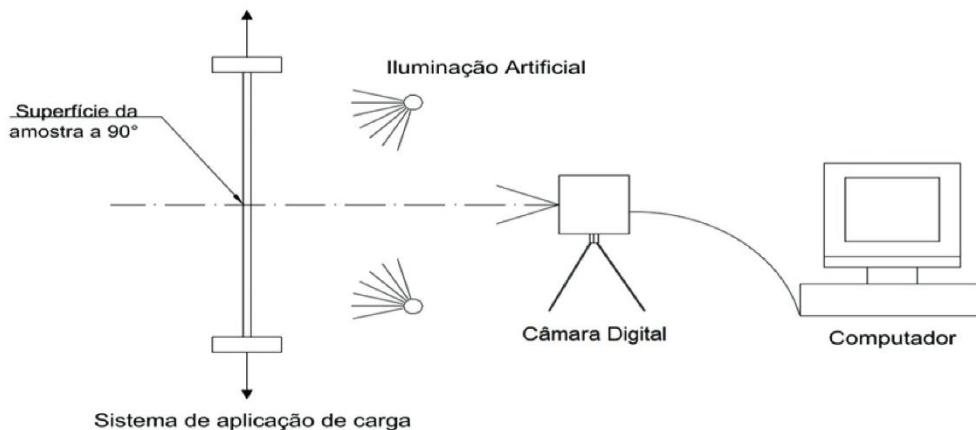 Iluminação Artificial
Superfície da
amostra a 90°
Câmara Digital
Computador
Sistema de aplicação de carga